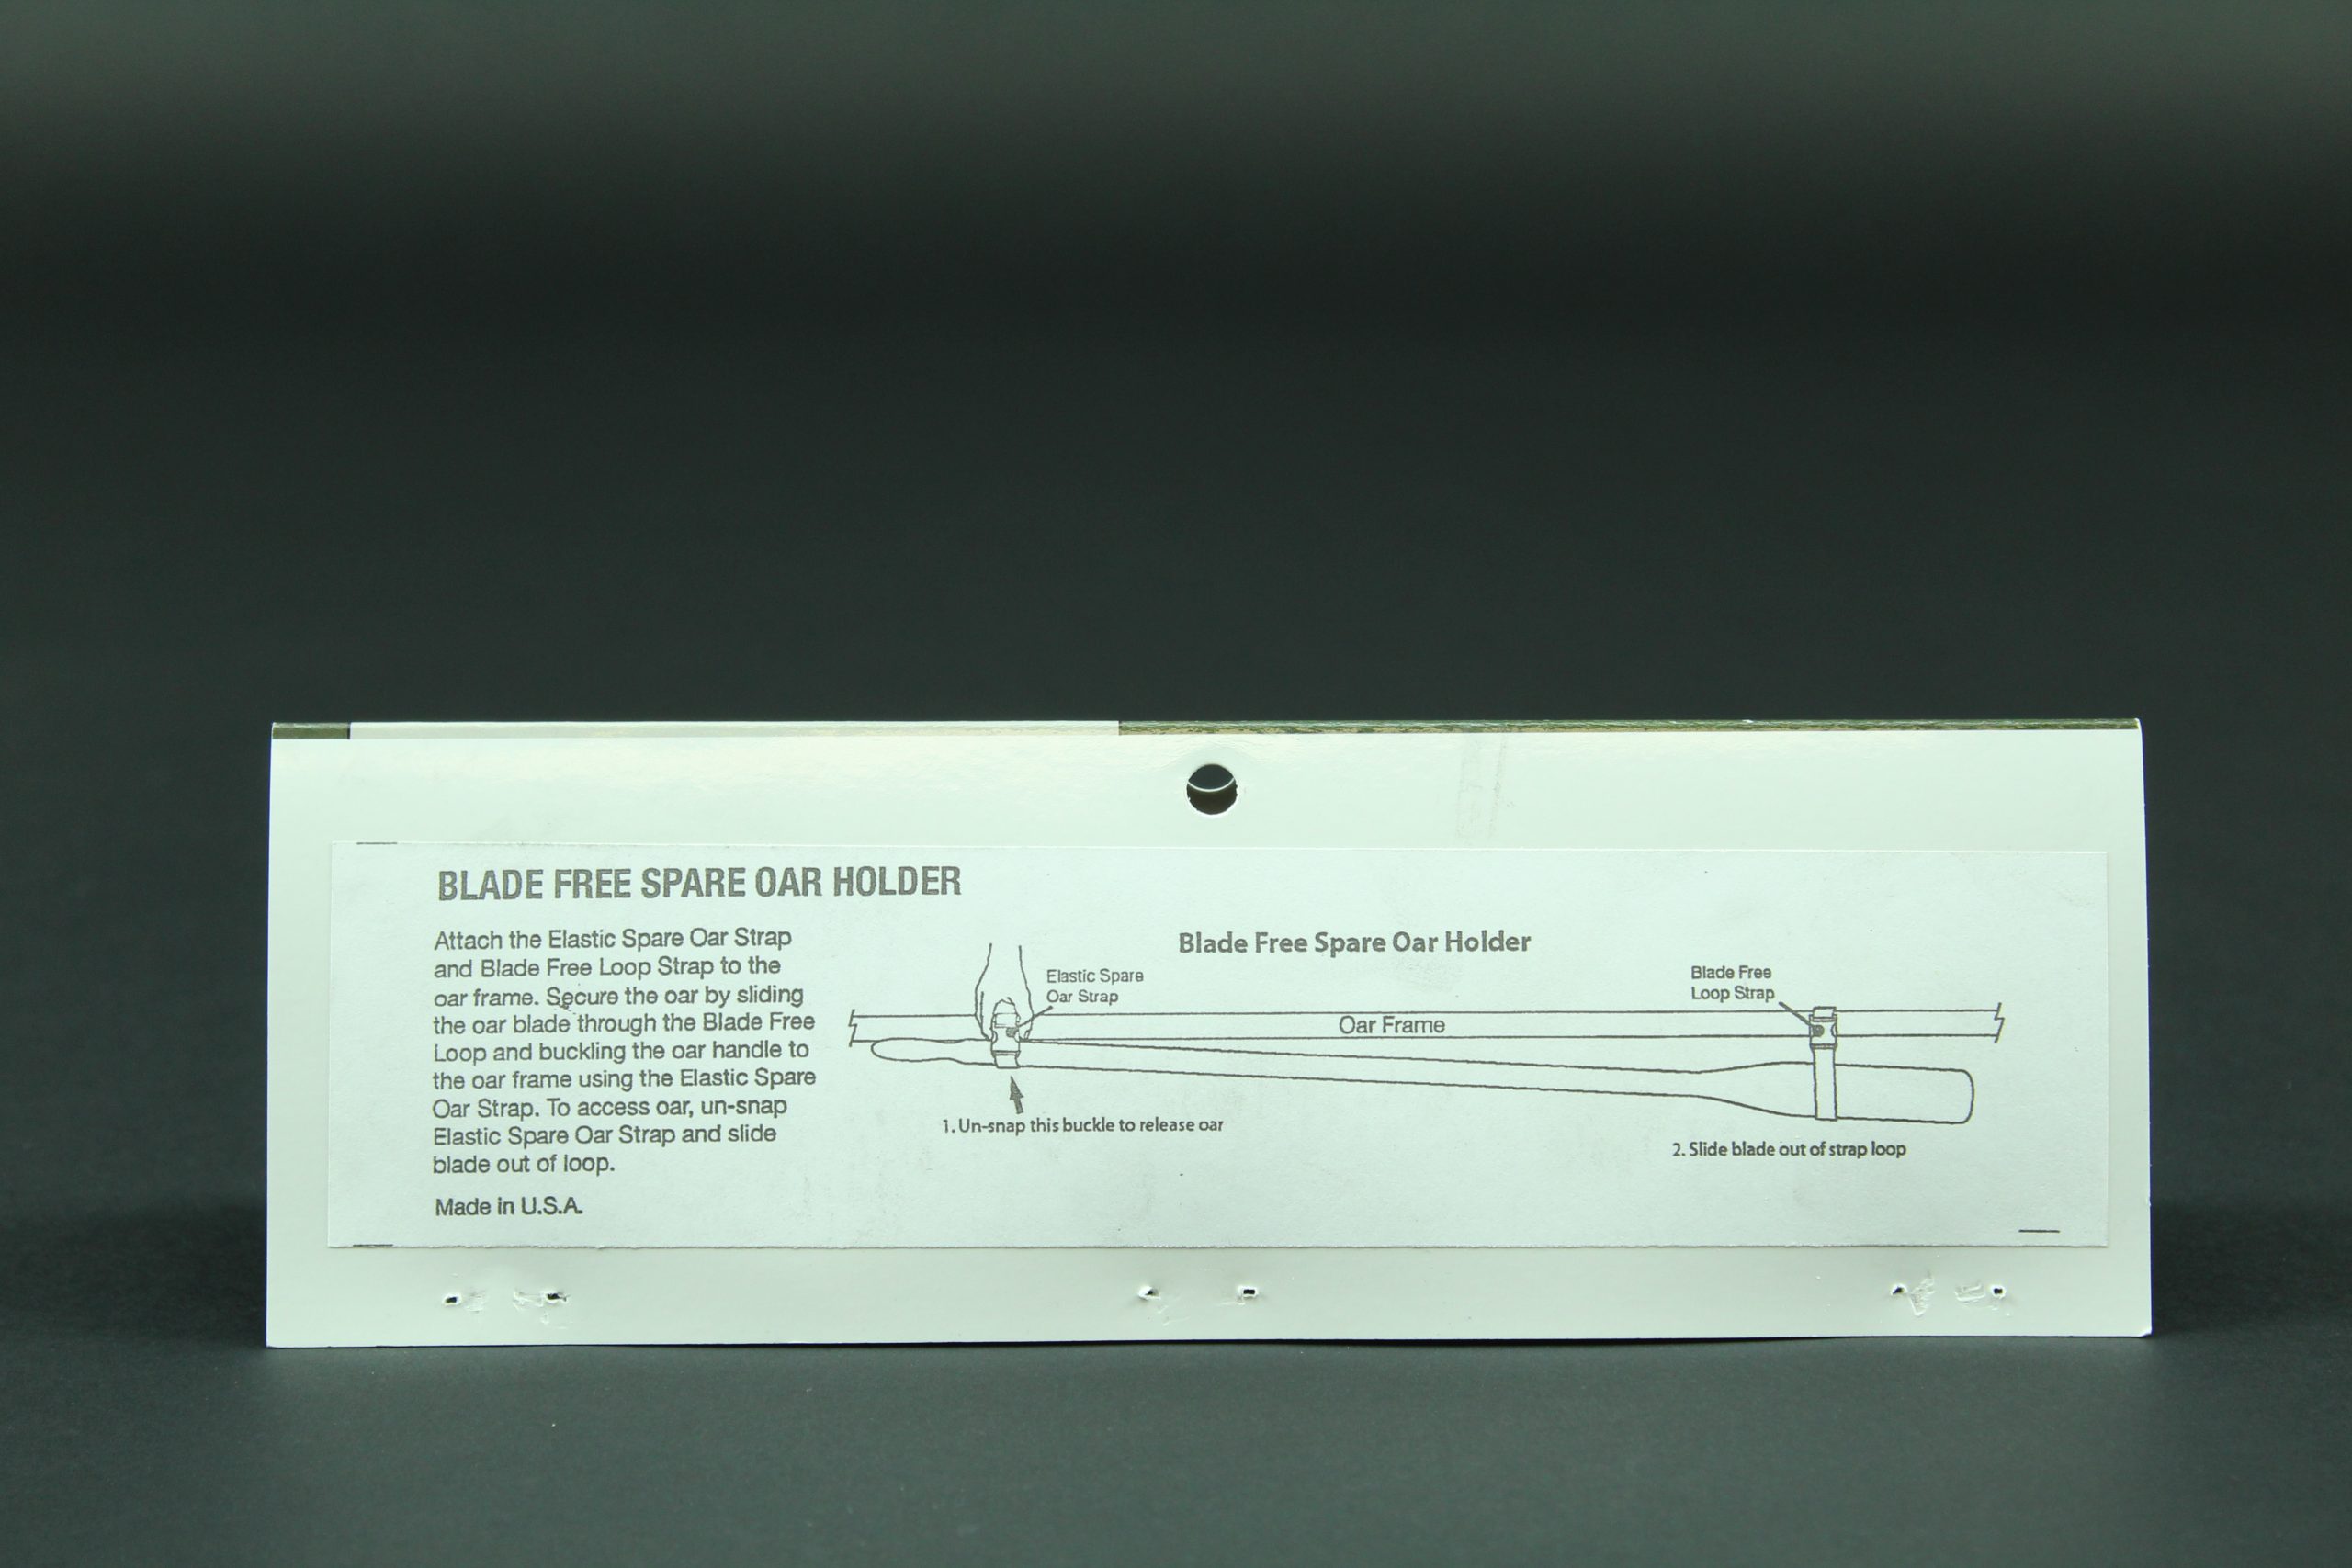 BLADE FREE SPARE OAR HOLDER
Attach the Elastic Spare Oar Strap
and Blade Free Loop Strap to the
oar frame. Secure the oar by sliding
the oar blade through the Blade Free
Loop and buckling the oar handle to
the oar frame using the Elastic Spare
Oar Strap. To access oar, un-snap
Elastic Spare Oar Strap and slide
blade out of loop.
Made in U.S.A.
Blade Free Spare Oar Holder
Elastic Spare
Oar Strap
Blade Free
Loop Strap
Oar Frame
1. Un-snap this buckle to release oar
2. Slide blade out of strap loop